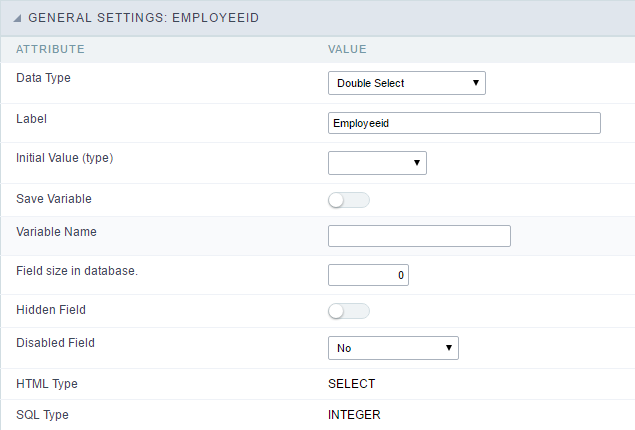 GENERAL SETTINGS: EMPLOYEEID
ATTRIBUTE VALUE
Data Type Double Select
Label Employeeid
Initial Value (type)
Save Variable
Variable Name
Field size in database. 0
Hidden Field
Disabled Field No
HTML Type SELECT
SQL Type INTEGER